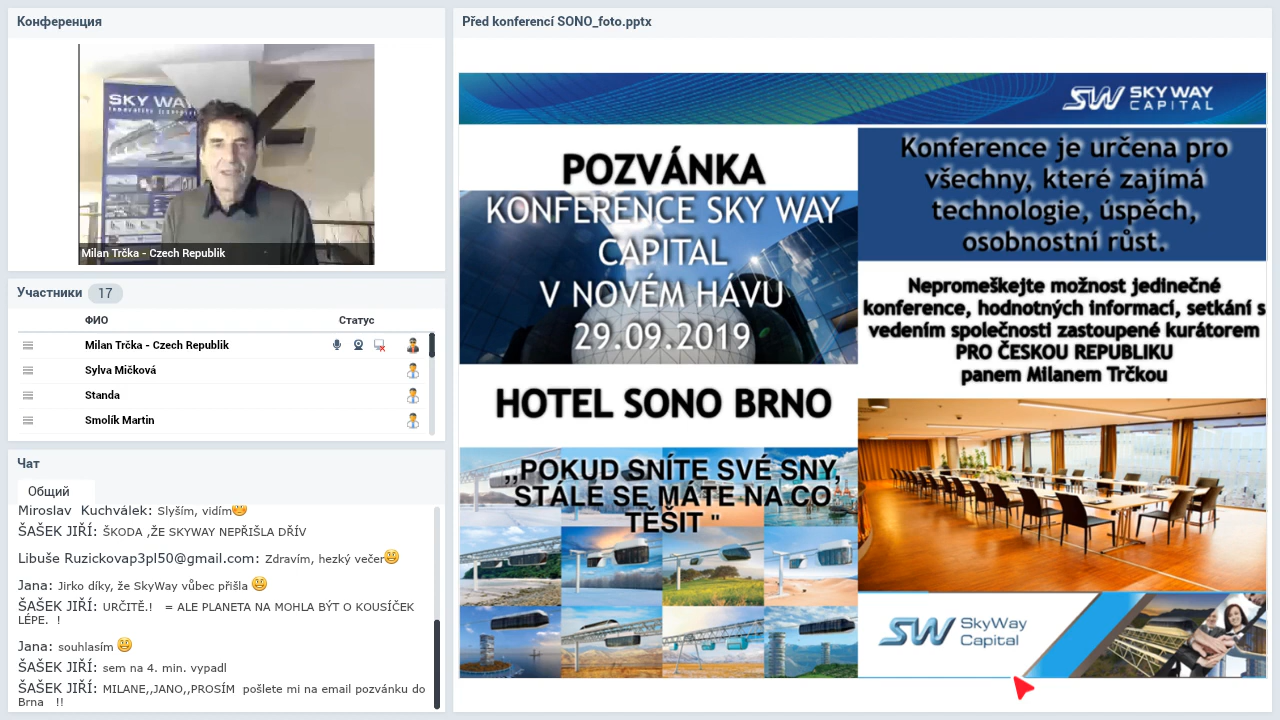 Конференция
SKY WAY
Milan Trčka - Czech Republik
Участники 17
ФИО Статус
Milan Trčka - Czech Republik
Sylva Mičková
Standa
Smolík Martin
Чат
Общий
Miroslav Kuchválek: Slyším, vidím
ŠAŠEK JIŘÍ: ŠKODA ,ŽE SKYWAY NEPŘIŠLA DŘÍV
Libuše Ruzickovap3pl50@gmail.com: Zdravím, hezký večer
Jana: Jirko díky, že SkyWay vůbec přišla
ŠAŠEK JIŘÍ: URČITĚ.! = ALE PLANETA NA MOHLA BÝT O KOUSÍČEK
LÉPE. !
Jana: souhlasím
ŠAŠEK JIŘÍ: sem na 4. min. vypadl
ŠAŠEK JIŘÍ: MILANE,,JANO,,PROSÍM pošlete mi na email pozvánku do
Brna !!
Před konferencí SONO_foto.pptx
SW SKY WAY
CAPITAL
POZVÁNKA
KONFERENCE SKY WAY
CAPITAL
V NOVÉM HÁVU
29.09.2019
HOTEL SONO BRNO
,,POKUD SNÍTE SVÉ SNY,
STÁLE SE MÁTE NA CO
TĚŠIT "
Konference je určena pro
všechny, které zajímá
technologie, úspěch,
osobnostní růst.
Nepromeškejte možnost jedinečné
konference, hodnotných informací, setkání s
vedením společnosti zastoupené kurátorem
PRO ČESKOU REPUBLIKU
panem Milanem Trčkou
SW SkyWay
Capital